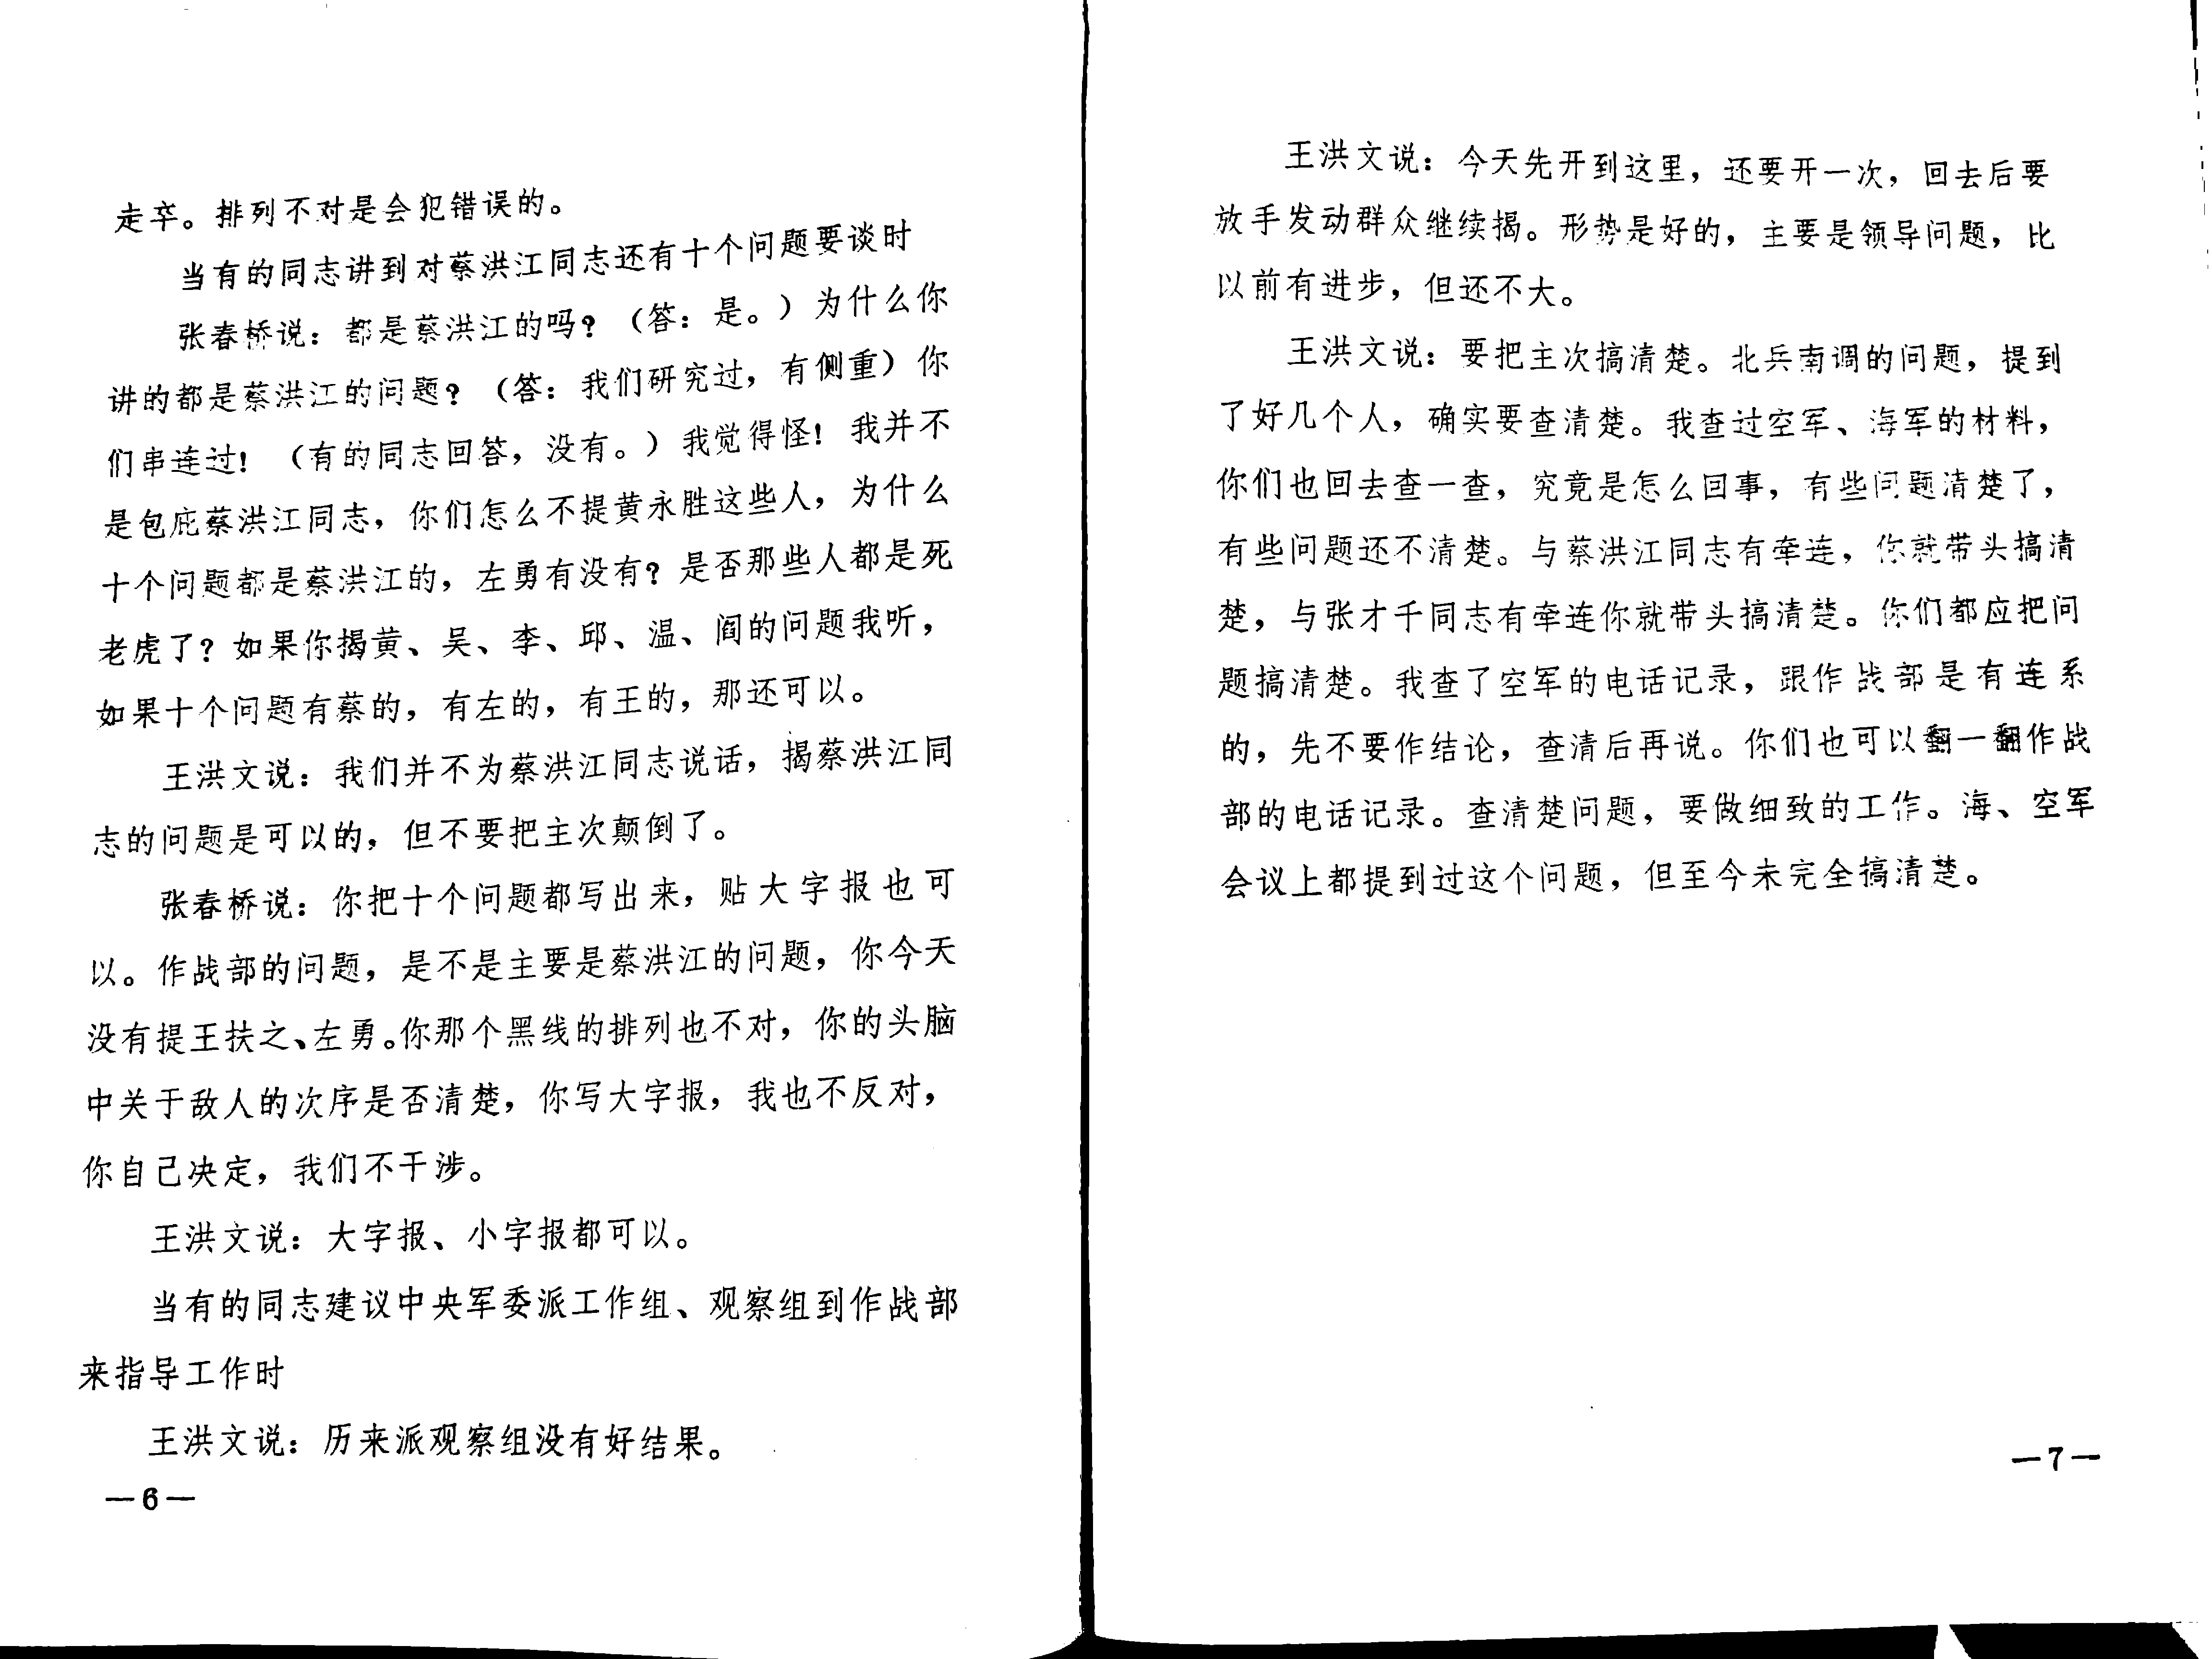 走卒。排列不对是会犯错误的。
当有的同志讲到对蔡洪江同志还有十个问题要谈时
张春桥说：都是蔡洪江的吗？（答：是。）为什么你
讲的都是蔡洪江的问题？（答：我们研究过，有侧重）你
们串连过！（有的同志回答，没有。）我觉得怪！我并不
是包庇蔡洪江同志，你们怎么不提黄永胜这些人，为什么
十个问题都是蔡洪江的，左勇有没有？是否那些人都是死
老虎了？如果你揭黄、吴、李、邱、温、阎的问题我听，
如果十个问题有蔡的，有左的，有王的，那还可以。
王洪文说：我们并不为蔡洪江同志说话，揭蔡洪江同
志的问题是可以的，但不要把主次颠倒了。
张春桥说：你把十个问题都写出来，贴大字报也可
以。作战部的问题，是不是主要是蔡洪江的问题，你今天
没有提王扶之、左勇。你那个黑线的排列也不对，你的头脑
中关于敌人的次序是否清楚，你写大字报，我也不反对，
你自己决定，我们不干涉。
王洪文说：大字报、小字报都可以。
当有的同志建议中央军委派工作组、观察组到作战部
来指导工作时
王洪文说：历来派观察组没有好结果。
—6—
王洪文说：今天先开到这里，还要开一次，回去后要
放手发动群众继续揭。形势是好的，主要是领导问题，比
以前有进步，但还不大。
王洪文说：要把主次搞清楚。北兵南调的问题，提到
了好几个人，确实要查清楚。我查过空军、海军的材料，
你们也回去查一查，究竟是怎么回事，有些问题清楚了，
有些问题还不清楚。与蔡洪江同志有牵连，你就带头搞清
楚，与张才千同志有牵连你就带头搞清楚。你们都应把问
题搞清楚。我查了空军的电话记录，跟作战部是有连系
的，先不要作结论，查清后再说。你们也可以翻一翻作战
部的电话记录。查清楚问题，要做细致的工作。海、空军
会议上都提到过这个问题，但至今未完全搞清楚。
—7—